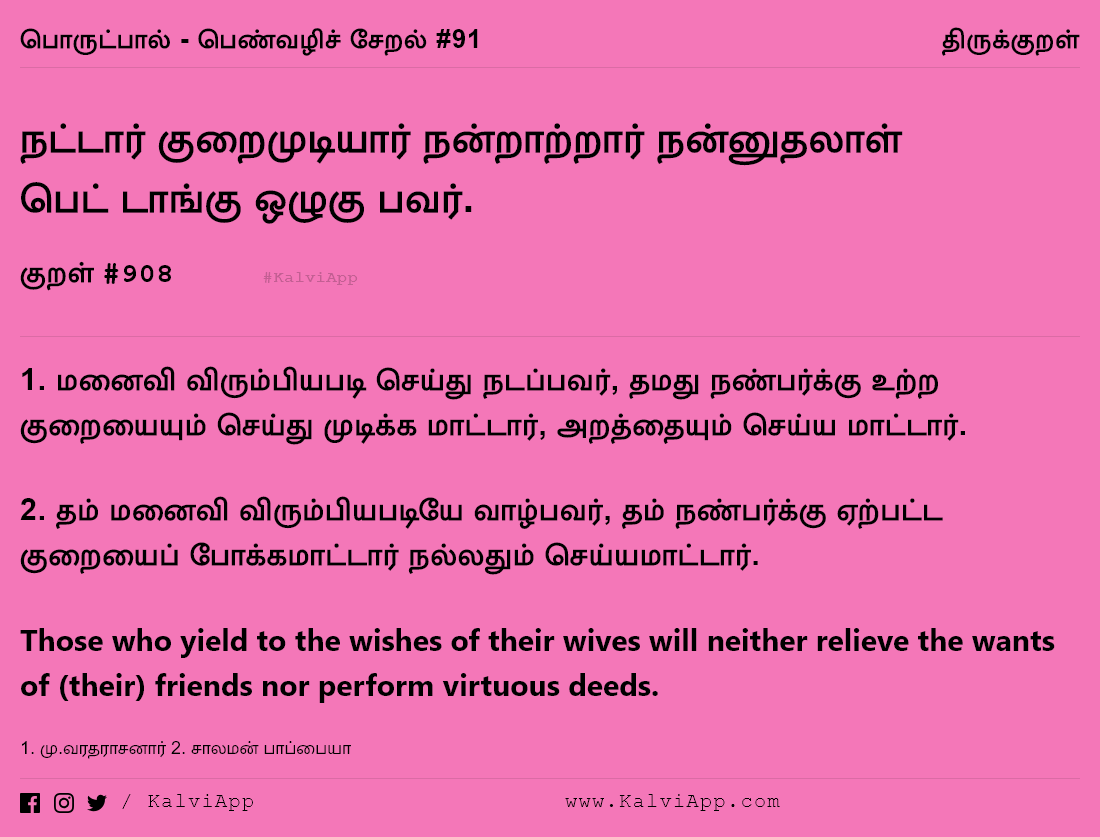 பொருட்பால் - பெண்வழிச் சேறல் #91
திருக்குறள்
நட்டார் குறைமுடியார் நன்றாற்றார் நன்னுதலாள்
பெட் டாங்கு ஒழுகு பவர்.
குறள் #908
#KalviApp
1. மனைவி விரும்பியபடி செய்து நடப்பவர், தமது நண்பர்க்கு உற்ற
குறையையும் செய்து முடிக்க மாட்டார், அறத்தையும் செய்ய மாட்டார்.
2. தம் மனைவி விரும்பியபடியே வாழ்பவர், தம் நண்பர்க்கு ஏற்பட்ட
குறையைப் போக்கமாட்டார் நல்லதும் செய்யமாட்டார்.
Those who yield to the wishes of their wives will neither relieve the wants
of (their) friends nor perform virtuous deeds.
1. மு.வரதராசனார் 2. சாலமன் பாப்பையா
/ KalviApp
www.KalviApp.com